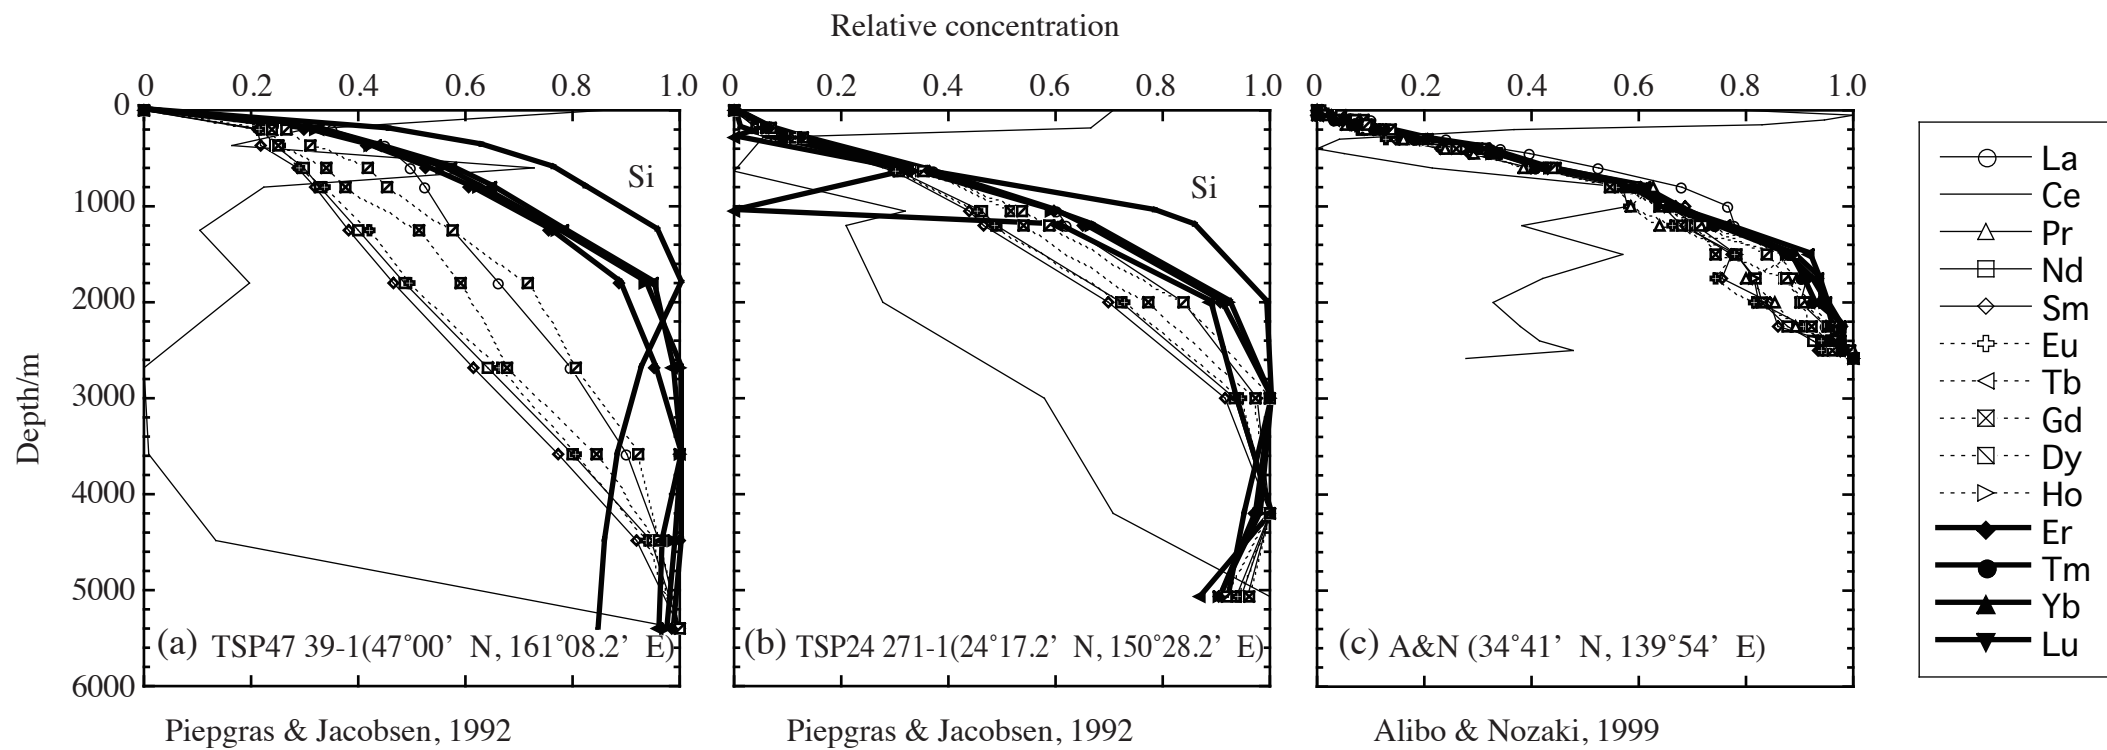 Relative concentration
0 0.2 0.4 0.6 0.8 1.0
0 0.2 0.4 0.6 0.8 1.0
0 0.2 0.4 0.6 0.8 1.0
0
1000
2000
3000
4000
5000
6000
Depth/m
Si
Si
(a) TSP47 39-1(47°00’ N, 161°08.2’ E)
(b) TSP24 271-1(24°17.2’ N, 150°28.2’ E)
(c) A&N (34°41’ N, 139°54’ E)
Piepgras & Jacobsen, 1992
Piepgras & Jacobsen, 1992
Alibo & Nozaki, 1999
La
Ce
Pr
Nd
Sm
Eu
Tb
Gd
Dy
Ho
Er
Tm
Yb
Lu